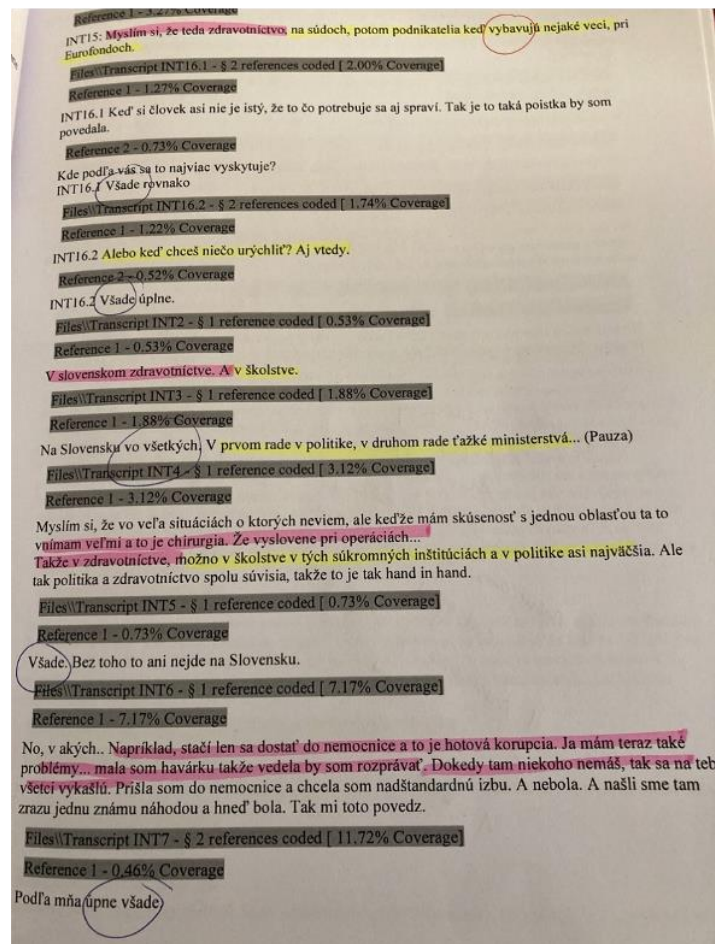 Reference 1 - 3.27% Coverage
INT15: Myslím si, že teda zdravotníctvo, na súdoch, potom podnikatelia keď vybavujú nejaké veci, pri
Eurofondoch.
Files\\Transcript INT16.1 - § 2 references coded [ 2.00% Coverage]
Reference 1 - 1.27% Coverage
INT16.1 Keď si človek asi nie je istý, že to čo potrebuje sa aj spraví. Tak je to taká poistka by som
povedala.
Reference 2 - 0.73% Coverage
Kde podľa vás sa to najviac vyskytuje?
INT16.1 Všade rovnako
Files\\Transcript INT16.2 - § 2 references coded [ 1.74% Coverage]
Reference 1 - 1.22% Coverage
INT16.2 Alebo keď chceš niečo urýchliť? Aj vtedy.
Reference 2 - 0.52% Coverage
INT16.2 Všade úplne.
Files\\Transcript INT2 - § 1 reference coded [ 0.53% Coverage]
Reference 1 - 0.53% Coverage
V slovenskom zdravotníctve. A v školstve.
Files\\Transcript INT3 - § 1 reference coded [ 1.88% Coverage]
Reference 1 - 1.88% Coverage
Na Slovensku vo všetkých. V prvom rade v politike, v druhom rade ťažké ministerstvá... (Pauza)
Files\\Transcript INT4 - § 1 reference coded [ 3.12% Coverage]
Reference 1 - 3.12% Coverage
Myslím si, že vo veľa situáciách o ktorých neviem, ale keďže mám skúsenosť s jednou oblasťou ta to
vnímam veľmi a to je chirurgia. Že vyslovene pri operáciách...
Takže v zdravotníctve, možno v školstve v tých súkromných inštitúciách a v politike asi najväčšia. Ale
tak politika a zdravotníctvo spolu súvisia, takže to je tak hand in hand.
Files\\Transcript INT5 - § 1 reference coded [ 0.73% Coverage]
Reference 1 - 0.73% Coverage
Všade. Bez toho to ani nejde na Slovensku.
Files\\Transcript INT6 - § 1 reference coded [ 7.17% Coverage]
Reference 1 - 7.17% Coverage
No, v akých.. Napríklad, stačí len sa dostať do nemocnice a to je hotová korupcia. Ja mám teraz také
problémy... mala som havárku takže vedela by som rozprávať. Dokedy tam niekoho nemáš, tak sa na teb
všetci vykašlú. Prišla som do nemocnice a chcela som nadštandardnú izbu. A nebola. A našli sme tam
zrazu jednu známu náhodou a hneď bola. Tak mi toto povedz.
Files\\Transcript INT7 - § 2 references coded [ 11.72% Coverage]
Reference 1 - 0.46% Coverage
Podľa mňa úpne všade